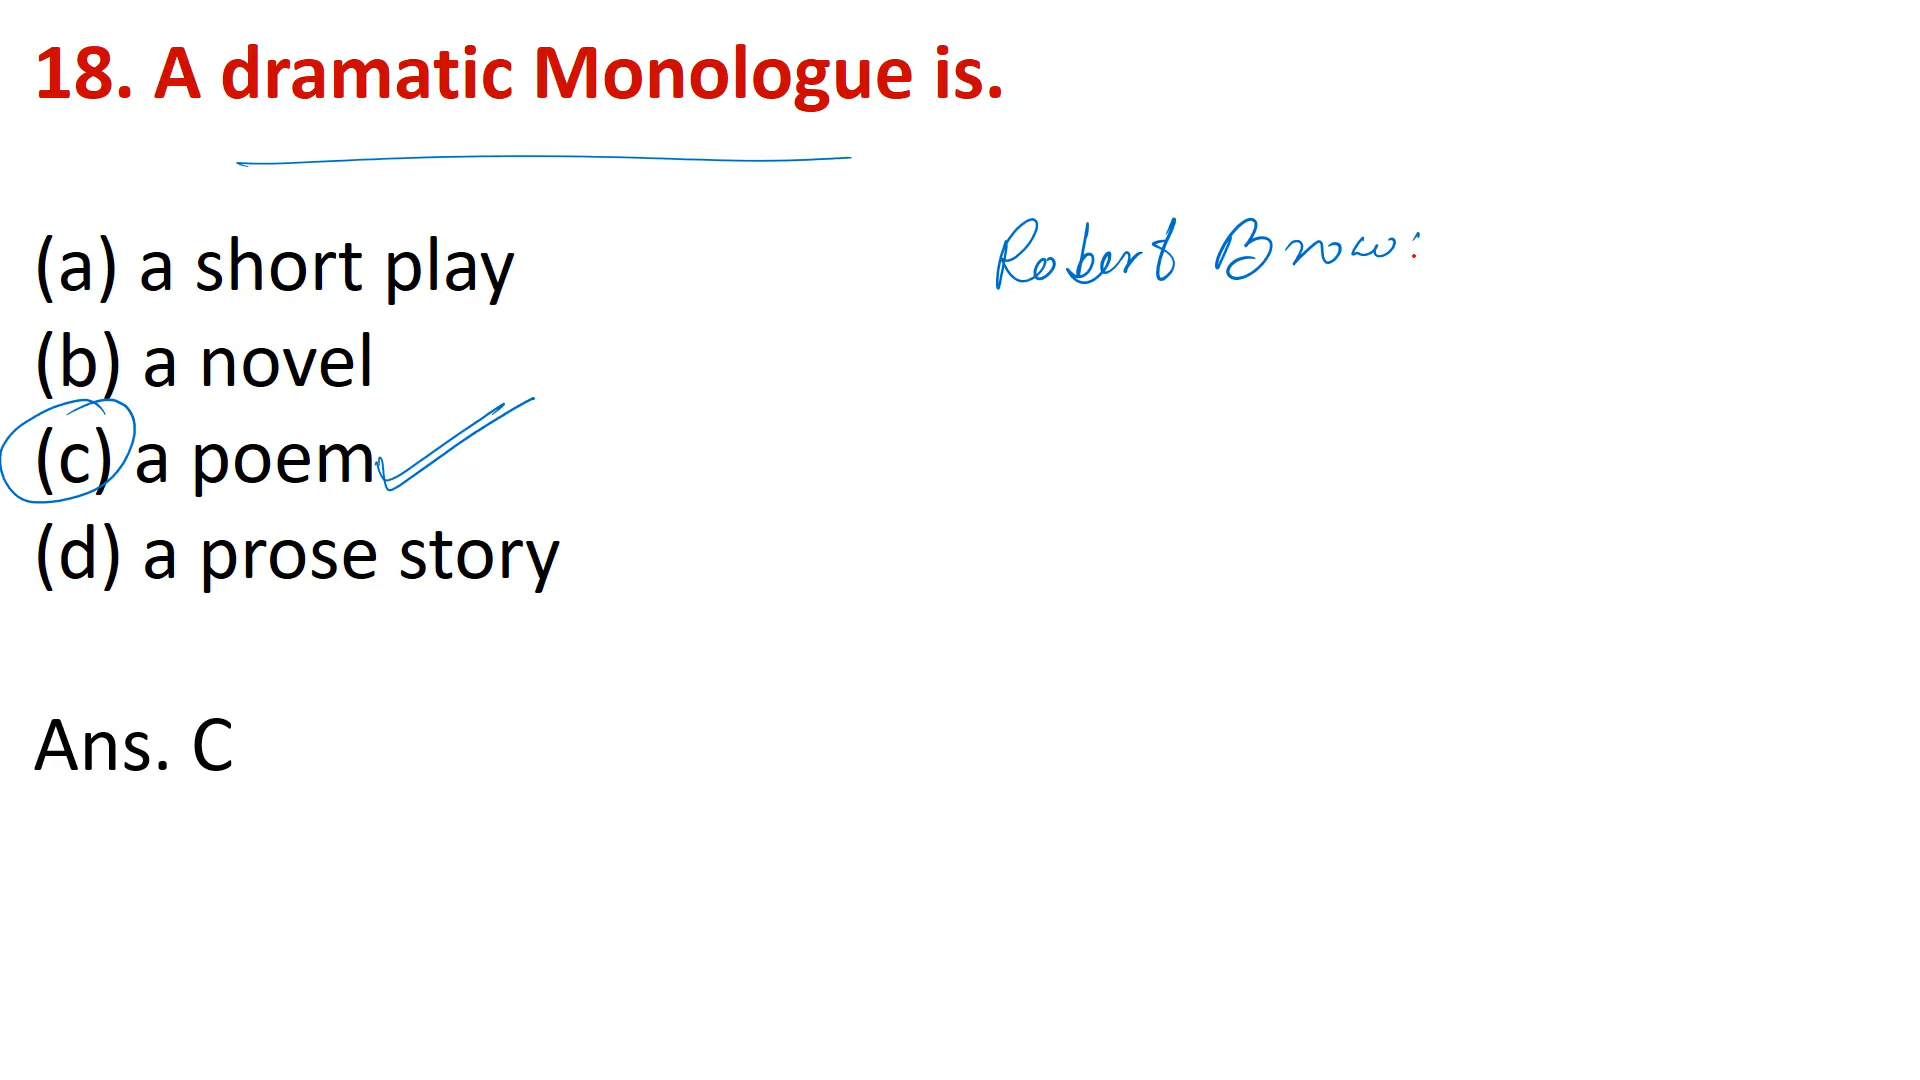 18. A dramatic Monologue is.
(a) a short play
Robert Brow
(b) a novel
(c) a poem
(d) a prose story
Ans. C